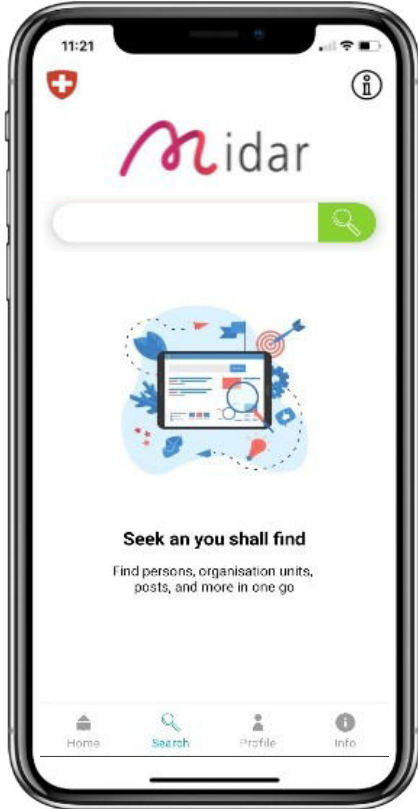 11:21
Midar
Seek an you shall find
Find persons, organisation units,
posts, and more in one go
Home Search Profile Info